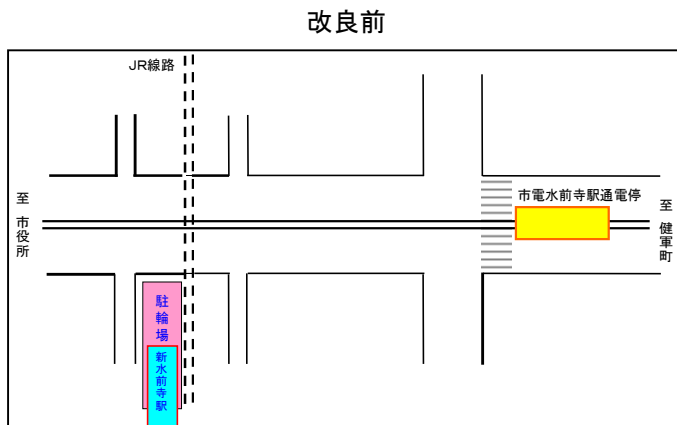 改良前
JR線路
市電水前寺駅通電停
至
市役所
至
健軍町
駐輪場
新水前寺駅